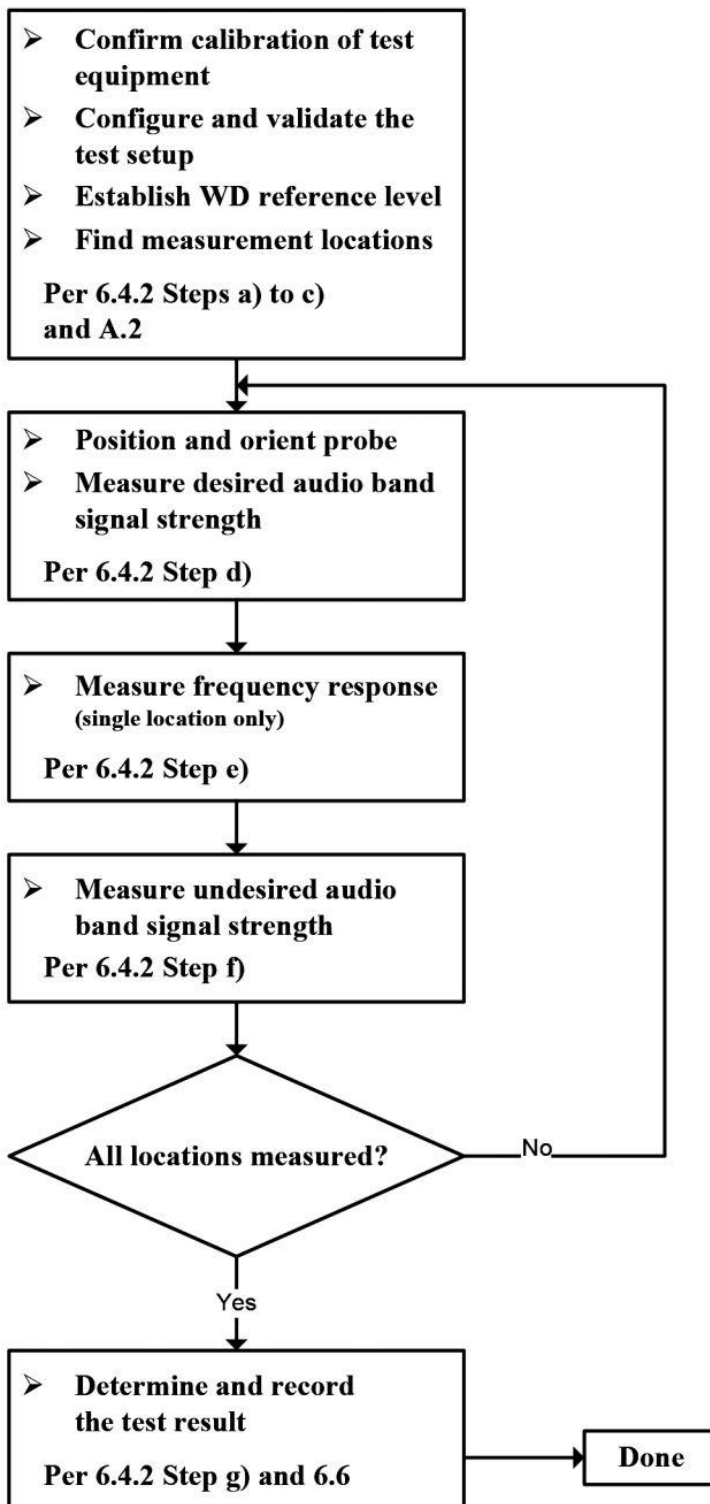 ➢ Confirm calibration of test
equipment
➢ Configure and validate the
test setup
➢ Establish WD reference level
➢ Find measurement locations
Per 6.4.2 Steps a) to c)
and A.2
➢ Position and orient probe
➢ Measure desired audio band
signal strength
Per 6.4.2 Step d)
➢ Measure frequency response
(single location only)
Per 6.4.2 Step e)
➢ Measure undesired audio
band signal strength
Per 6.4.2 Step f)
All locations measured?
No
Yes
➢ Determine and record
the test result
Per 6.4.2 Step g) and 6.6
Done